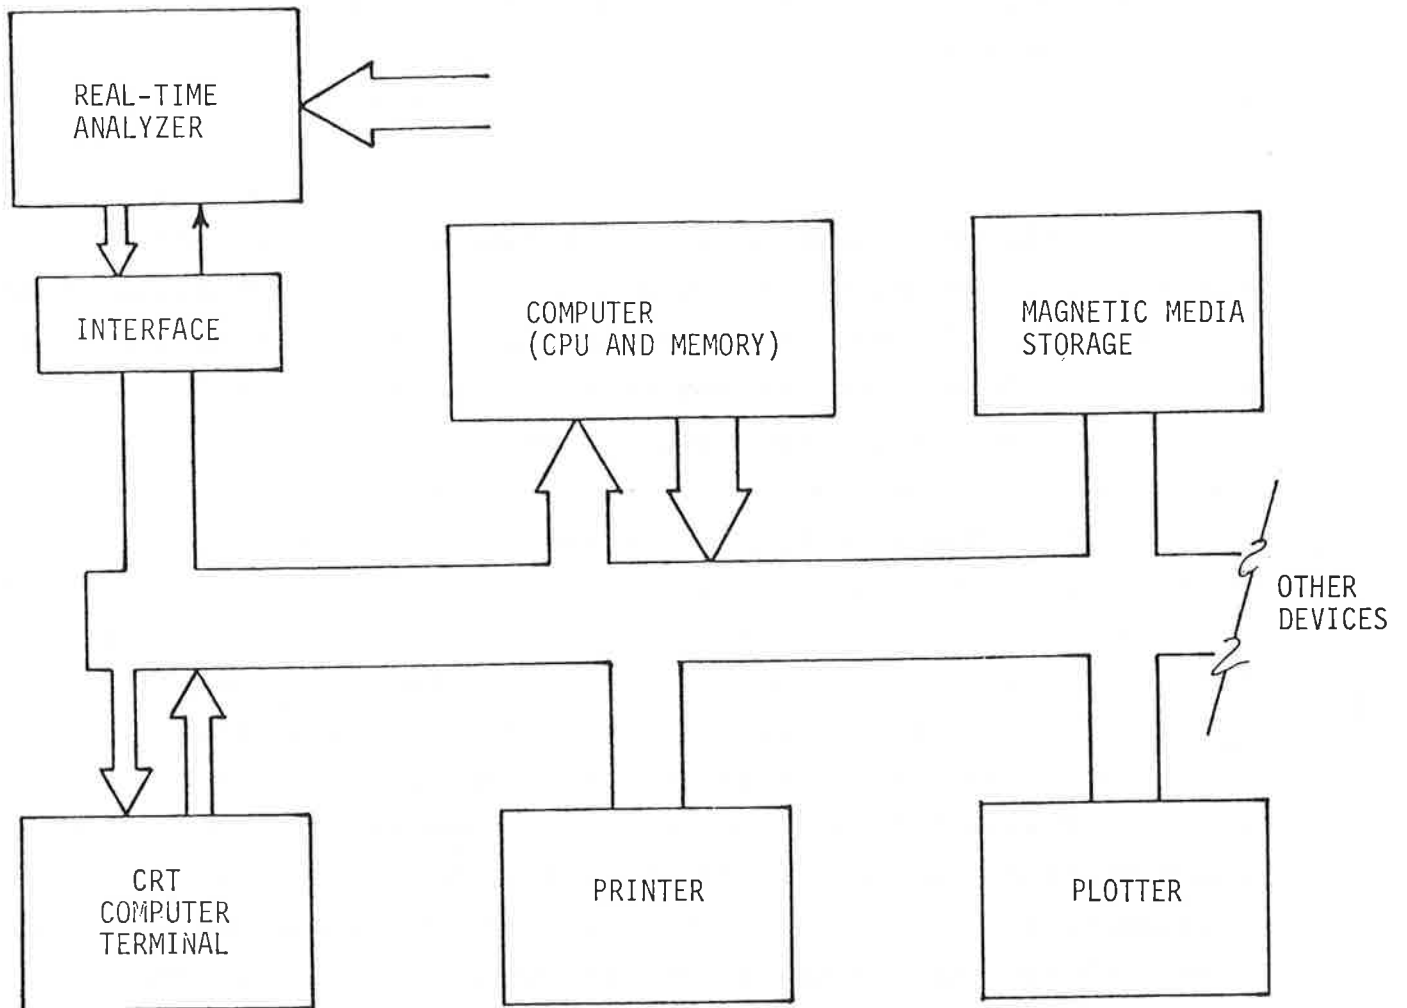 REAL-TIME
ANALYZER
INTERFACE
COMPUTER
(CPU AND MEMORY)
MAGNETIC MEDIA
STORAGE
OTHER
DEVICES
CRT
COMPUTER
TERMINAL
PRINTER
PLOTTER